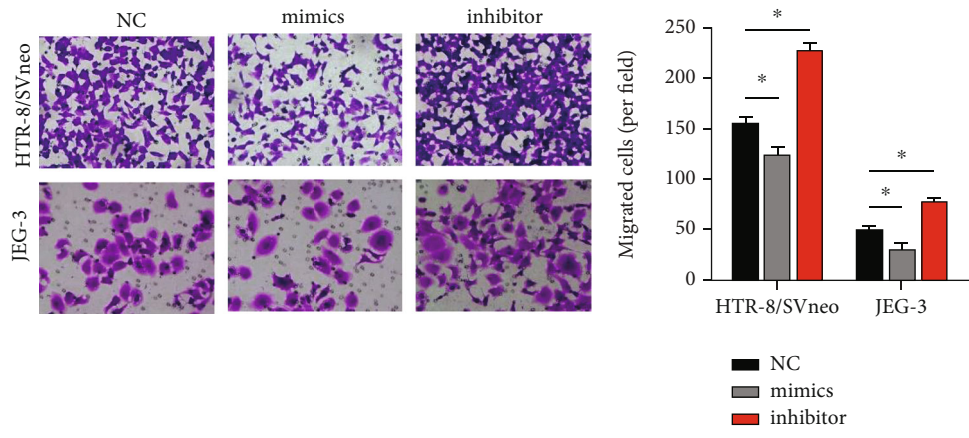 NC mimics inhibitor
HTR-8/SVneo
JEG-3
Migrated cells (per field)
250
200
150
100
50
0
*
*
*
*
HTR-8/SVneo JEG-3
NC
mimics
inhibitor